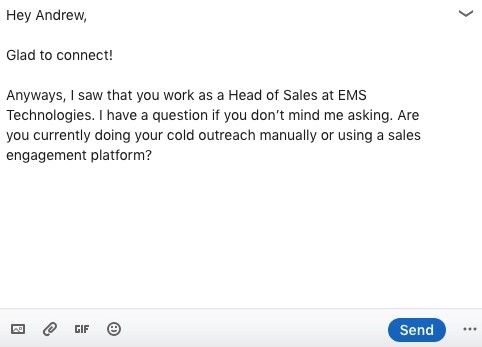 Hey Andrew,
Glad to connect!
Anyways, I saw that you work as a Head of Sales at EMS
Technologies. I have a question if you don’t mind me asking. Are
you currently doing your cold outreach manually or using a sales
engagement platform?
GIF
Send